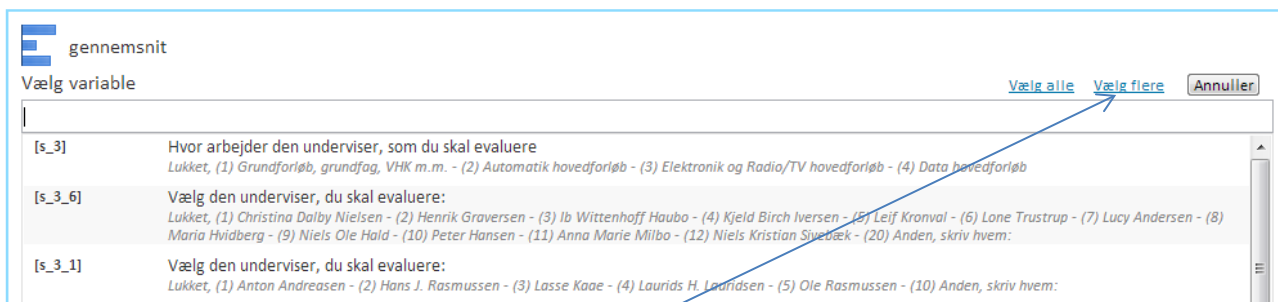 gennemsnit
Vælg variable
Vælg alle Vælg flere Annuller
[s_3] Hvor arbejder den underviser, som du skal evaluere
Lukket, (1) Grundforløb, grundfag, VHK m.m. - (2) Automatik hovedforløb - (3) Elektronik og Radio/TV hovedforløb - (4) Data hovedforløb
[s_3_6] Vælg den underviser, du skal evaluere:
Lukket, (1) Christina Dalby Nielsen - (2) Henrik Graversen - (3) Ib Wittenhoff Haubo - (4) Kjeld Birch Iversen - (5) Leif Kronval - (6) Lone Trustrup - (7) Lucy Andersen - (8)
Maria Hvidberg - (9) Niels Ole Hald - (10) Peter Hansen - (11) Anna Marie Milbo - (12) Niels Kristian Sivebæk - (20) Anden, skriv hvem:
[s_3_1] Vælg den underviser, du skal evaluere:
Lukket, (1) Anton Andreasen - (2) Hans J. Rasmussen - (3) Lasse Kaae - (4) Laurids H. Lauridsen - (5) Ole Rasmussen - (10) Anden, skriv hvem: